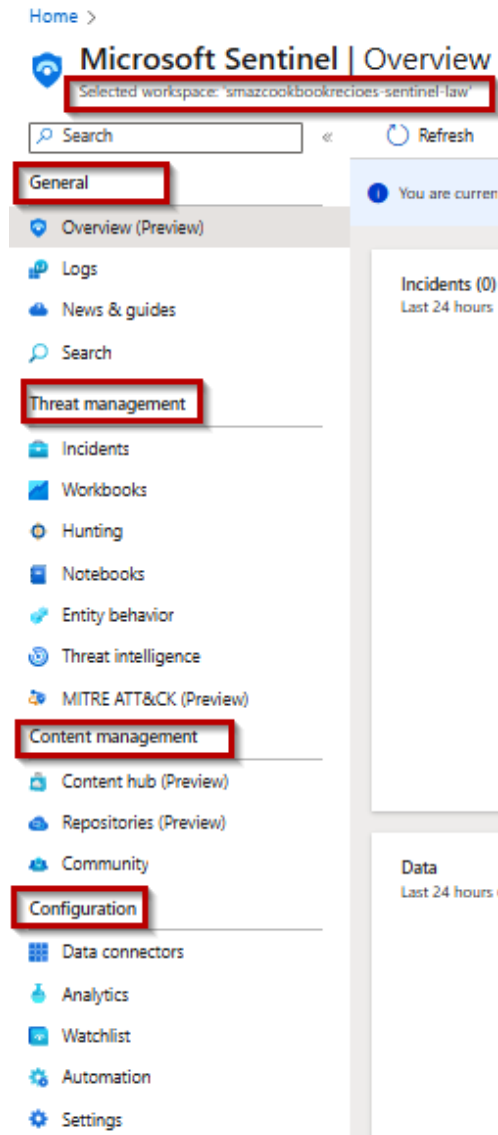 Home >
Microsoft Sentinel | Overview
Selected workspace: 'smazcookbookrecioes-sentinel-law'
Search
«
Refresh
General
You are curren
Overview (Preview)
Logs
News & guides
Search
Incidents (0)
Last 24 hours
Threat management
Incidents
Workbooks
Hunting
Notebooks
Entity behavior
Threat intelligence
MITRE ATT&CK (Preview)
Content management
Content hub (Preview)
Repositories (Preview)
Community
Data
Last 24 hours
Configuration
Data connectors
Analytics
Watchlist
Automation
Settings